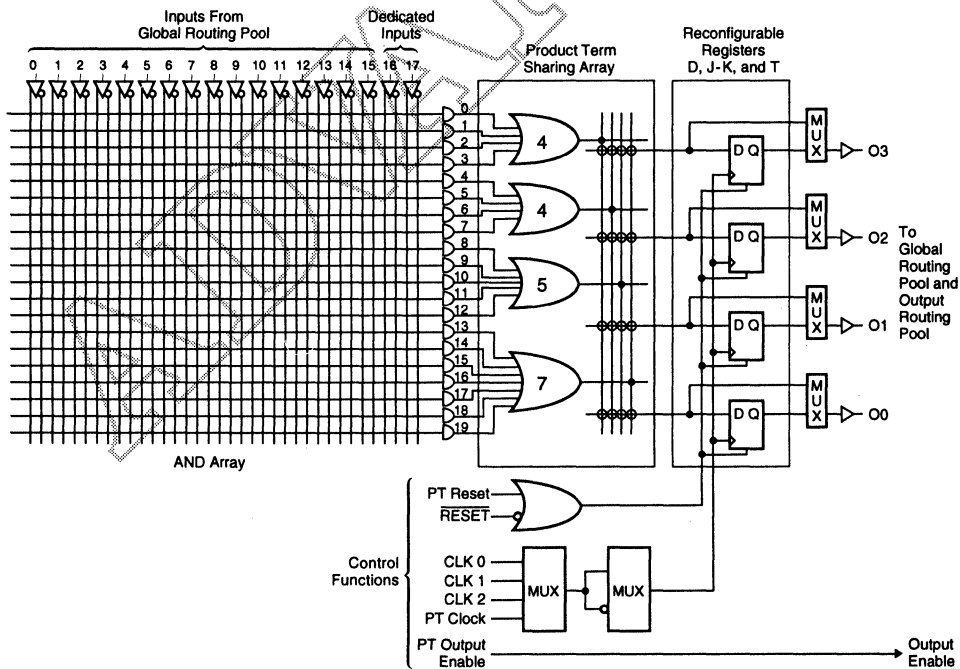 Inputs From
Global Routing Pool
Dedicated
Inputs
0 1 2 3 4 5 6 7 8 9 10 11 12 13 14 15 16 17
Product Term
Sharing Array
Reconfigurable
Registers
D, J-K, and T
0
1
2
3
4
5
6
7
8
9
10
11
12
13
14
15
16
17
18
19
4
4
5
7
D Q
MUX
O3
D Q
MUX
O2
D Q
MUX
O1
D Q
MUX
O0
To
Global
Routing
Pool and
Output
Routing
Pool
AND Array
Control
Functions
PT Reset
RESET
CLK 0
CLK 1
CLK 2
PT Clock
MUX
MUX
PT Output
Enable
Output
Enable